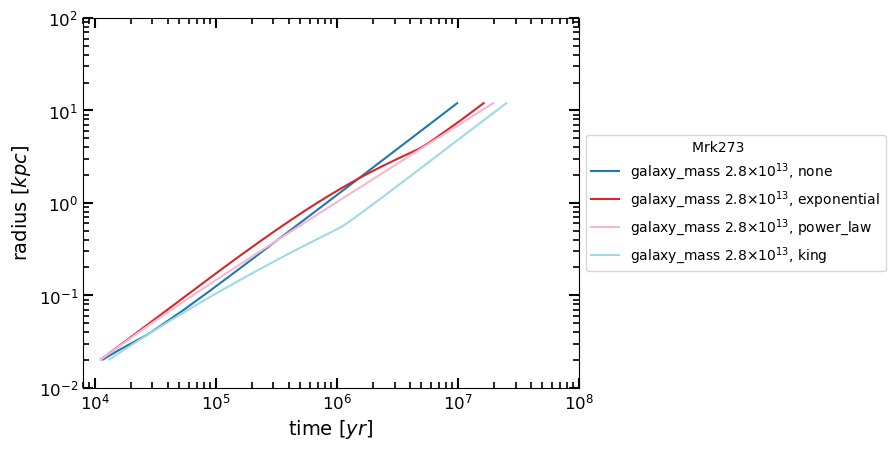 10²
10¹
10⁰
10⁻¹
10⁻²
radius [kpc]
10⁴ 10⁵ 10⁶ 10⁷ 10⁸
time [yr]
Mrk273
galaxy_mass 2.8×10¹³, none
galaxy_mass 2.8×10¹³, exponential
galaxy_mass 2.8×10¹³, power_law
galaxy_mass 2.8×10¹³, king